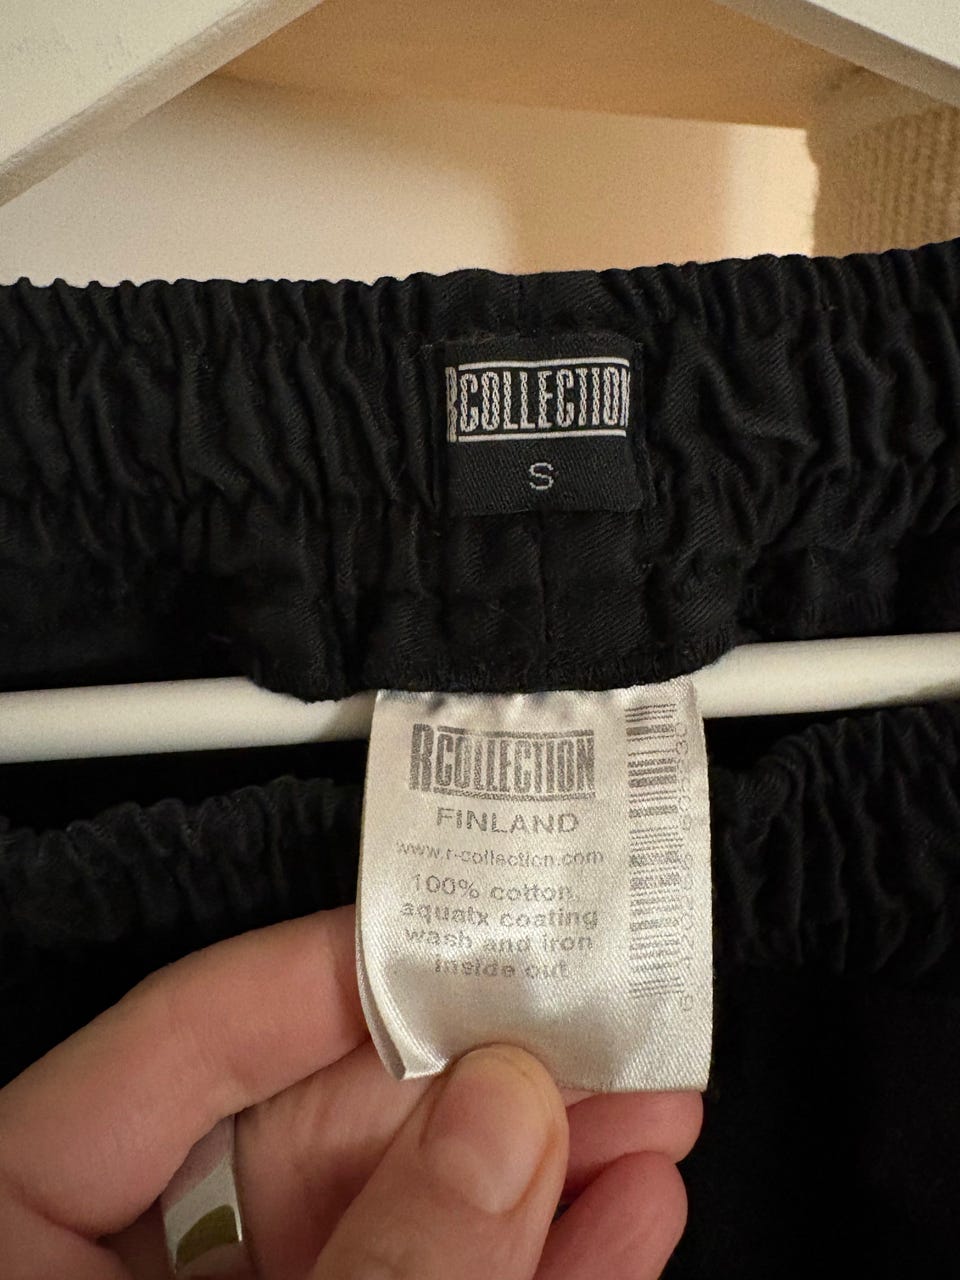 RCOLLECTION
S
RCOLLECTION
FINLAND
www.r-collection.com
100% cotton,
aquatx coating
wash and iron
inside out